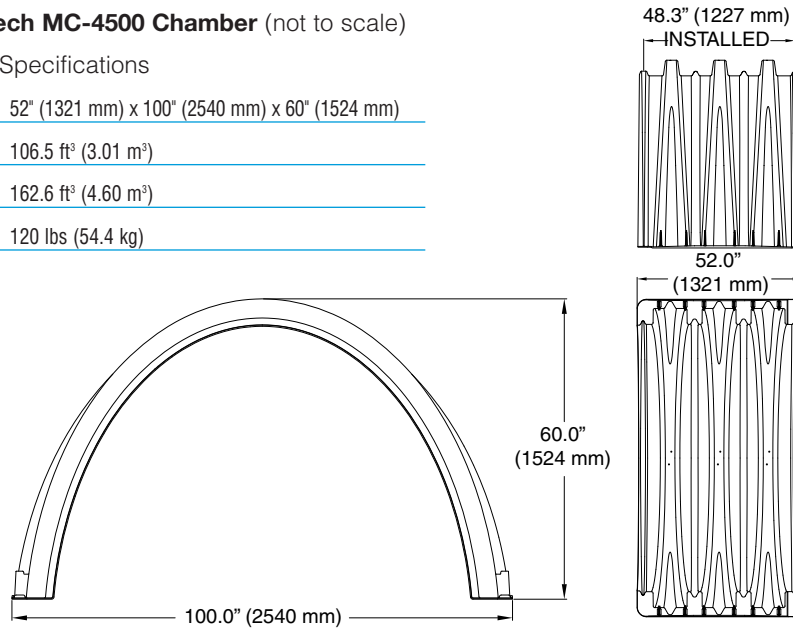 ech MC-4500 Chamber (not to scale)
Specifications
52" (1321 mm) x 100" (2540 mm) x 60" (1524 mm)
106.5 ft³ (3.01 m³)
162.6 ft³ (4.60 m³)
120 lbs (54.4 kg)
48.3” (1227 mm)
INSTALLED
52.0”
(1321 mm)
60.0”
(1524 mm)
100.0” (2540 mm)